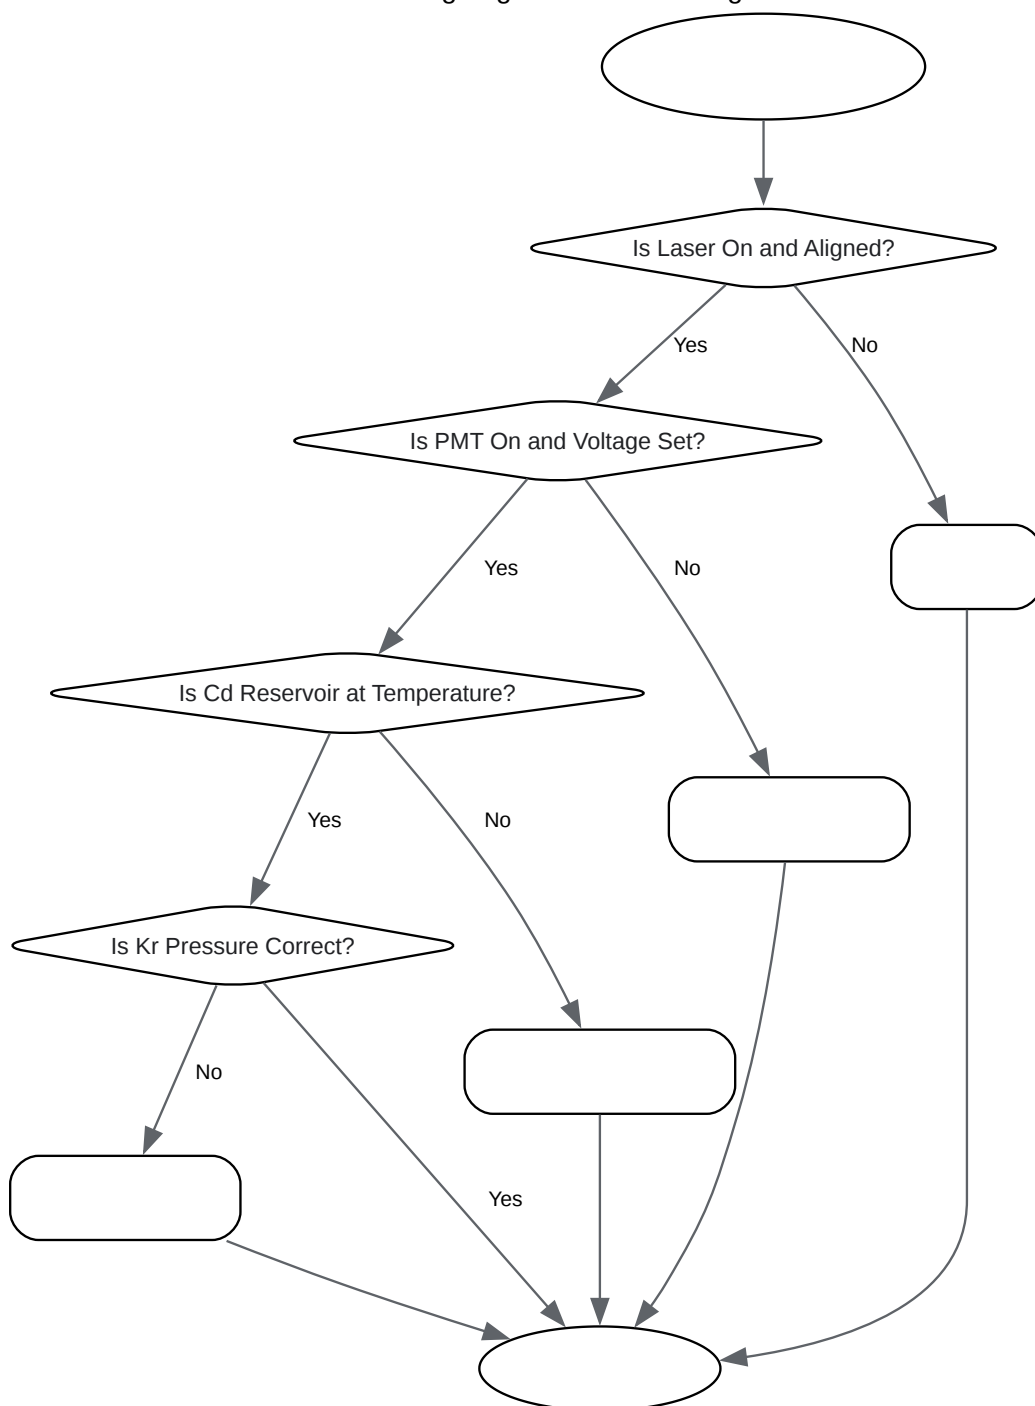 Is Laser On and Aligned?
Yes
No
Is PMT On and Voltage Set?
Yes
No
Is Cd Reservoir at Temperature?
Yes
No
Is Kr Pressure Correct?
No
Yes